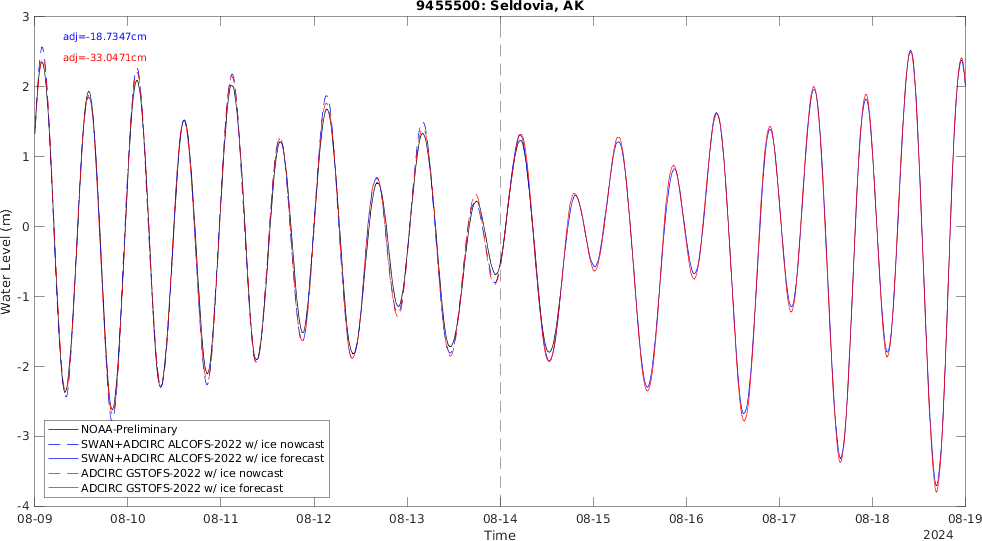 9455500: Seldovia, AK
adj=-18.7347cm
adj=-33.0471cm
3
2
1
0
-1
-2
-3
-4
Water Level (m)
NOAA-Preliminary
SWAN+ADCIRC ALCOFS-2022 w/ ice nowcast
SWAN+ADCIRC ALCOFS-2022 w/ ice forecast
ADCIRC GSTOFS-2022 w/ ice nowcast
ADCIRC GSTOFS-2022 w/ ice forecast
08-09 08-10 08-11 08-12 08-13 08-14 08-15 08-16 08-17 08-18 08-19
Time
2024